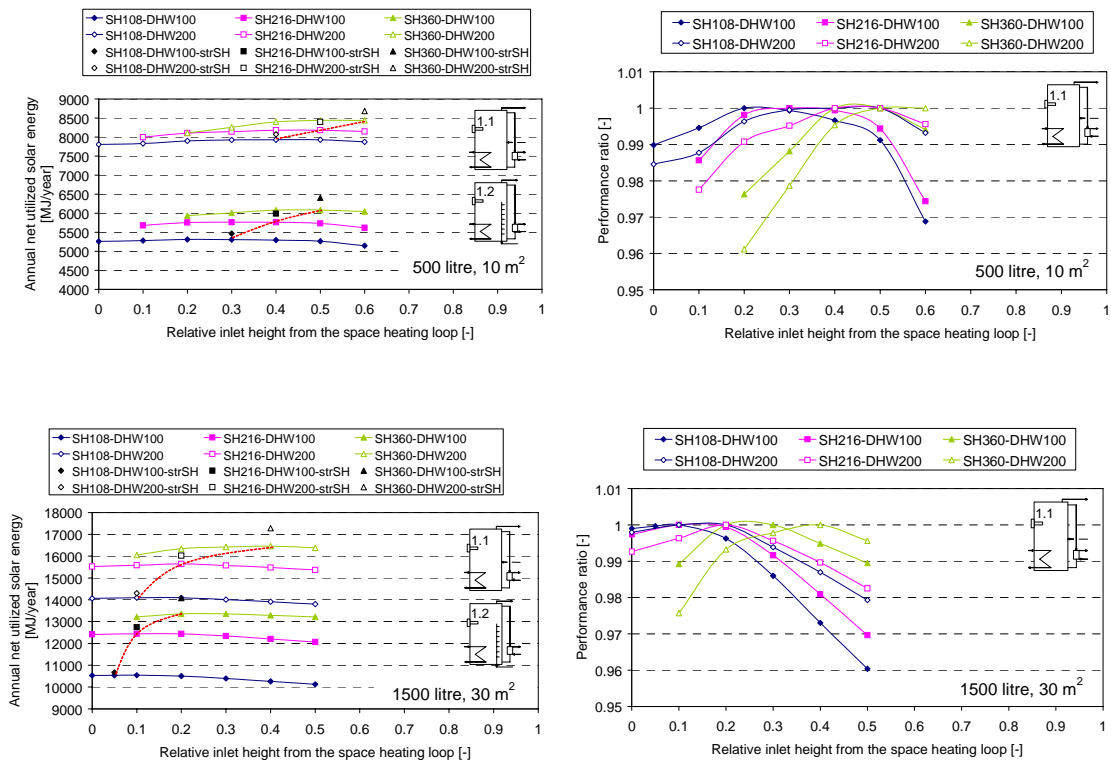 SH108-DHW100 SH216-DHW100 SH360-DHW100
SH108-DHW200 SH216-DHW200 SH360-DHW200
SH108-DHW100-strSH SH216-DHW100-strSH SH360-DHW100-strSH
SH108-DHW200-strSH SH216-DHW200-strSH SH360-DHW200-strSH
Annual net utilized solar energy
[MJ/year]
9000
8500
8000
7500
7000
6500
6000
5500
5000
4500
4000
1.1
1.2
500 litre, 10 m²
0 0.1 0.2 0.3 0.4 0.5 0.6 0.7 0.8 0.9 1
Relative inlet height from the space heating loop [-]
SH108-DHW100 SH216-DHW100 SH360-DHW100
SH108-DHW200 SH216-DHW200 SH360-DHW200
Performance ratio [-]
1.01
1
0.99
0.98
0.97
0.96
0.95
1.1
500 litre, 10 m²
0 0.1 0.2 0.3 0.4 0.5 0.6 0.7 0.8 0.9 1
Relative inlet height from the space heating loop [-]
SH108-DHW100 SH216-DHW100 SH360-DHW100
SH108-DHW200 SH216-DHW200 SH360-DHW200
SH108-DHW100-strSH SH216-DHW100-strSH SH360-DHW100-strSH
SH108-DHW200-strSH SH216-DHW200-strSH SH360-DHW200-strSH
Annual net utilized solar energy
[MJ/year]
18000
17000
16000
15000
14000
13000
12000
11000
10000
9000
1.1
1.2
1500 litre, 30 m²
0 0.1 0.2 0.3 0.4 0.5 0.6 0.7 0.8 0.9 1
Relative inlet height from the space heating loop [-]
SH108-DHW100 SH216-DHW100 SH360-DHW100
SH108-DHW200 SH216-DHW200 SH360-DHW200
Performance ratio [-]
1.01
1
0.99
0.98
0.97
0.96
0.95
1.1
1500 litre, 30 m²
0 0.1 0.2 0.3 0.4 0.5 0.6 0.7 0.8 0.9 1
Relative inlet height from the space heating loop [-]